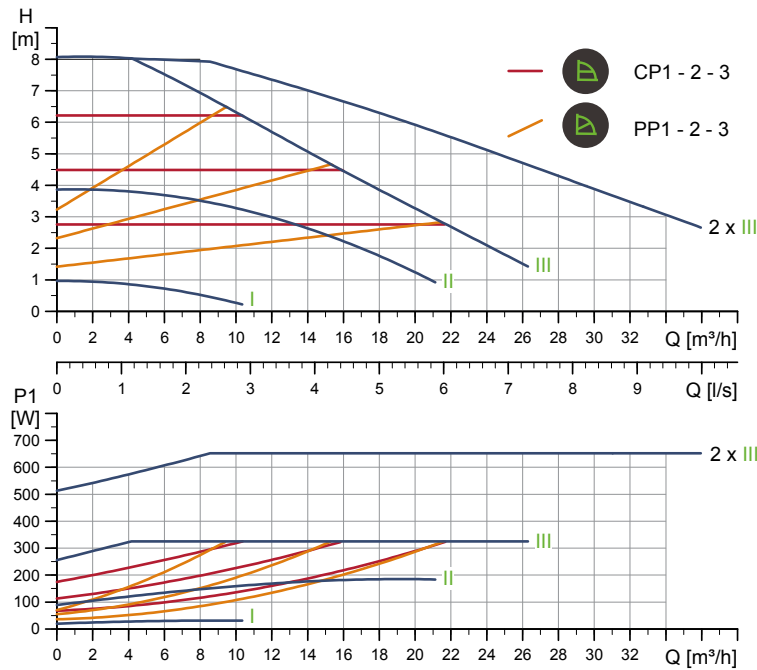 H
[m]
8
7
6
5
4
3
2
1
0
CP1 - 2 - 3
PP1 - 2 - 3
2 x III
III
II
I
0 2 4 6 8 10 12 14 16 18 20 22 24 26 28 30 32 Q [m³/h]
0 1 2 3 4 5 6 7 8 9 Q [l/s]
P1
[W]
700
600
500
400
300
200
100
0
2 x III
III
II
I
0 2 4 6 8 10 12 14 16 18 20 22 24 26 28 30 32 Q [m³/h]